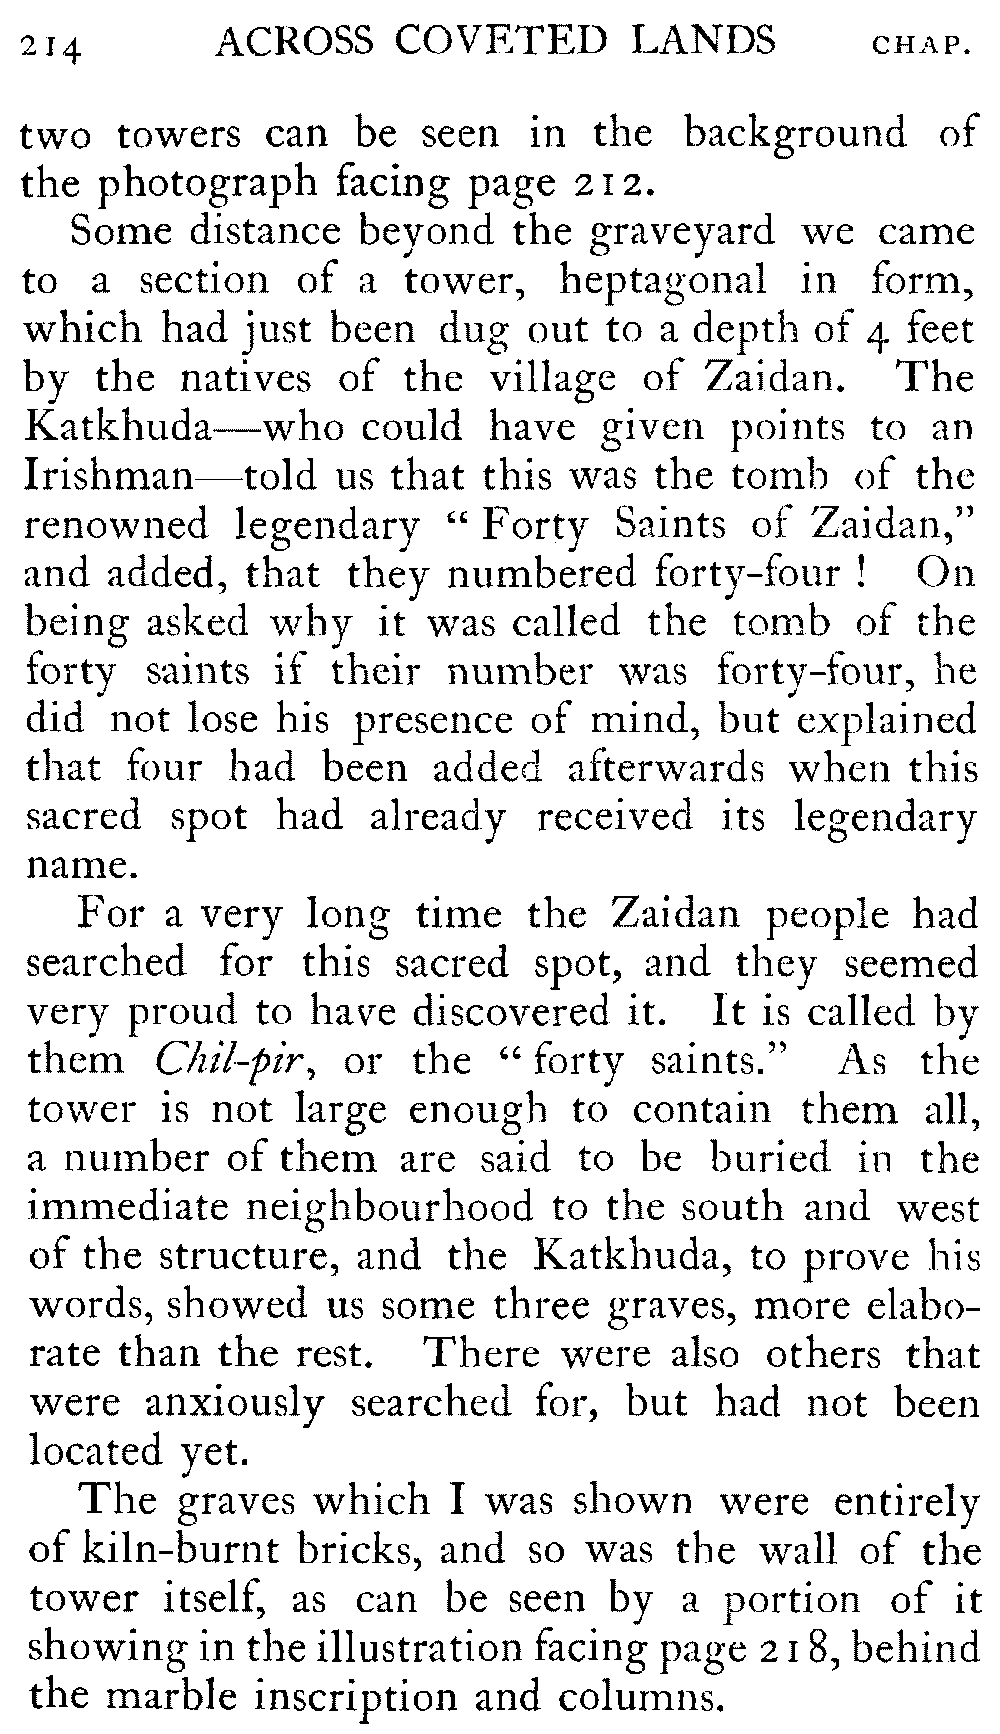 214 ACROSS COVETED LANDS CHAP.
two towers can be seen in the background of
the photograph facing page 212.
Some distance beyond the graveyard we came
to a section of a tower, heptagonal in form,
which had just been dug out to a depth of 4 feet
by the natives of the village of Zaidan. The
Katkhuda—who could have given points to an
Irishman—told us that this was the tomb of the
renowned legendary “ Forty Saints of Zaidan,”
and added, that they numbered forty-four ! On
being asked why it was called the tomb of the
forty saints if their number was forty-four, he
did not lose his presence of mind, but explained
that four had been added afterwards when this
sacred spot had already received its legendary
name.
For a very long time the Zaidan people had
searched for this sacred spot, and they seemed
very proud to have discovered it. It is called by
them Chil-pir, or the “ forty saints.” As the
tower is not large enough to contain them all,
a number of them are said to be buried in the
immediate neighbourhood to the south and west
of the structure, and the Katkhuda, to prove his
words, showed us some three graves, more elabo-
rate than the rest. There were also others that
were anxiously searched for, but had not been
located yet.
The graves which I was shown were entirely
of kiln-burnt bricks, and so was the wall of the
tower itself, as can be seen by a portion of it
showing in the illustration facing page 218, behind
the marble inscription and columns.